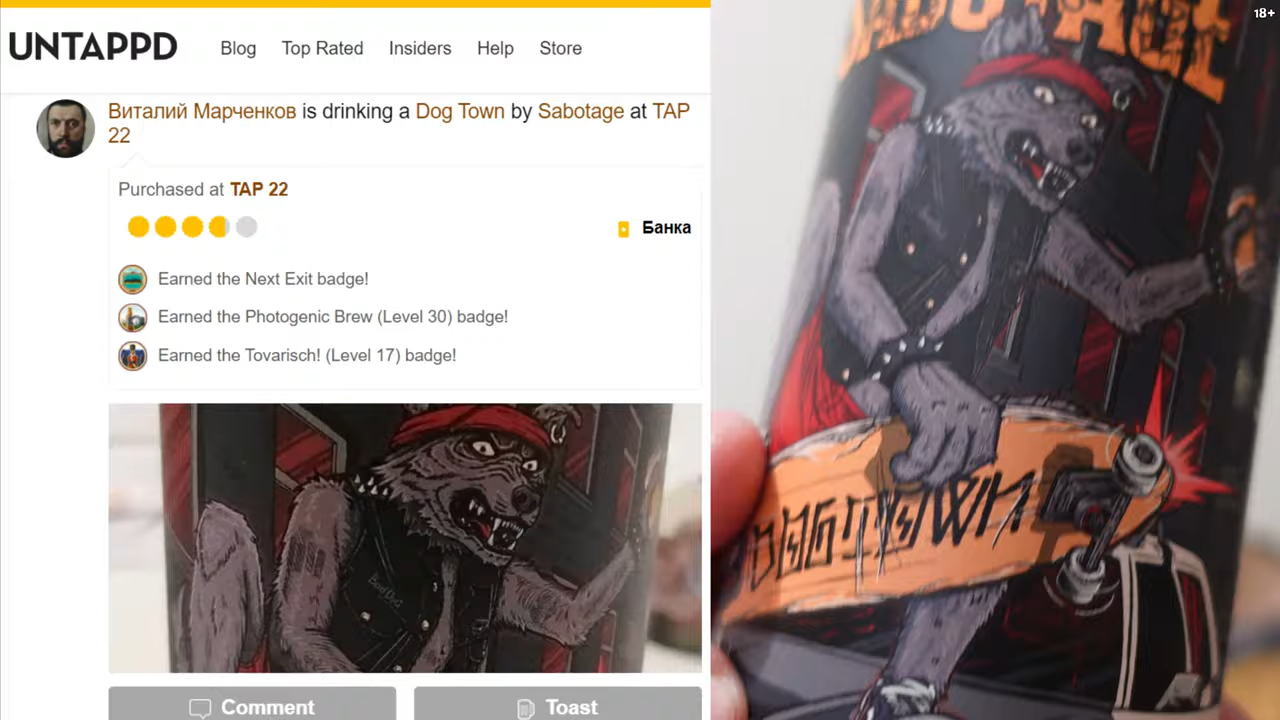 UNTAPPD
Blog Top Rated Insiders Help Store
Виталий Марченков is drinking a Dog Town by Sabotage at TAP
22
Purchased at TAP 22
Банка
Earned the Next Exit badge!
Earned the Photogenic Brew (Level 30) badge!
Earned the Tovarisch! (Level 17) badge!
Comment
Toast
18+
SABOTAGE
DOGTOWN